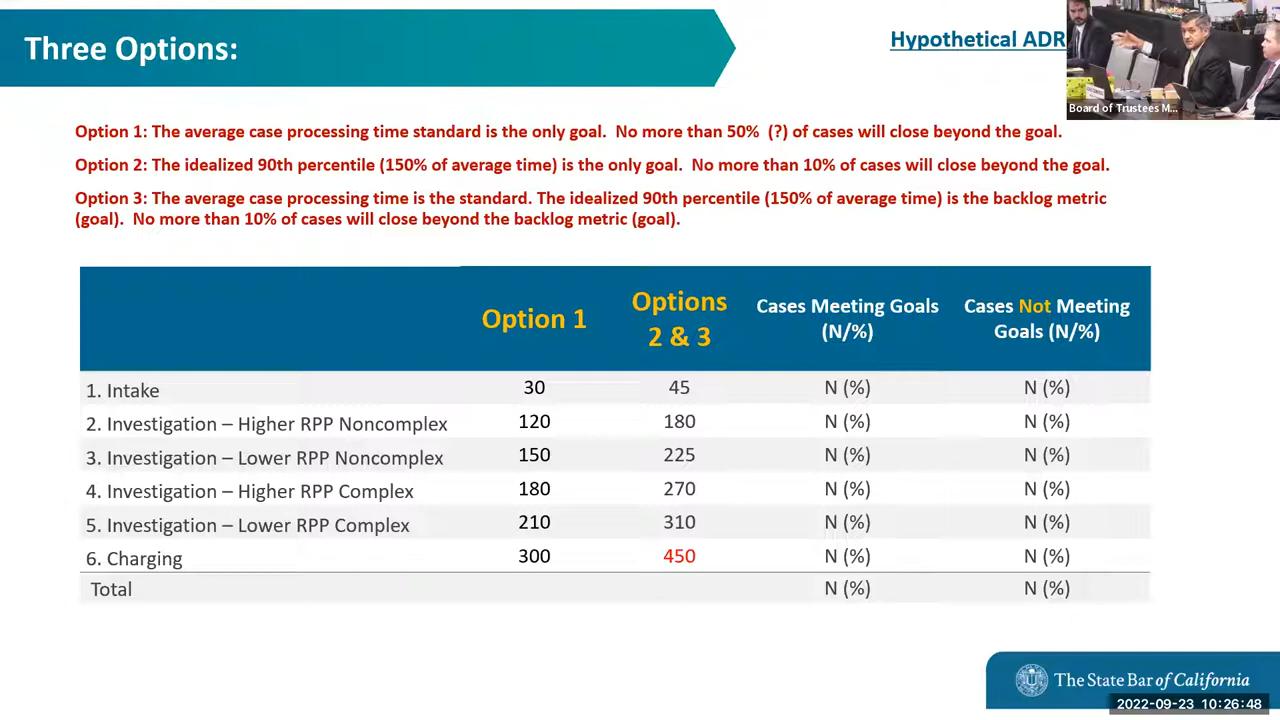 Three Options:
Hypothetical ADR
Board of Trustees M...
Option 1: The average case processing time standard is the only goal. No more than 50% (?) of cases will close beyond the goal.
Option 2: The idealized 90th percentile (150% of average time) is the only goal. No more than 10% of cases will close beyond the goal.
Option 3: The average case processing time is the standard. The idealized 90th percentile (150% of average time) is the backlog metric
(goal). No more than 10% of cases will close beyond the backlog metric (goal).
Option 1 Options 2 & 3 Cases Meeting Goals (N/%) Cases Not Meeting Goals (N/%)
1. Intake 30 45 N (%) N (%)
2. Investigation – Higher RPP Noncomplex 120 180 N (%) N (%)
3. Investigation – Lower RPP Noncomplex 150 225 N (%) N (%)
4. Investigation – Higher RPP Complex 180 270 N (%) N (%)
5. Investigation – Lower RPP Complex 210 310 N (%) N (%)
6. Charging 300 450 N (%) N (%)
Total N (%) N (%)
The State Bar of California
2022-09-23 10:26:48